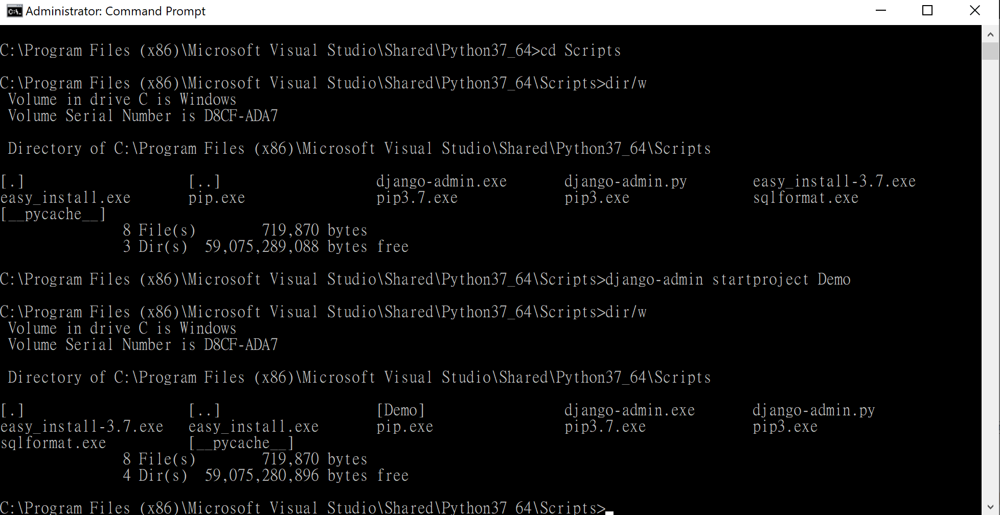 Administrator: Command Prompt
C:\Program Files (x86)\Microsoft Visual Studio\Shared\Python37_64>cd Scripts
C:\Program Files (x86)\Microsoft Visual Studio\Shared\Python37_64\Scripts>dir/w
Volume in drive C is Windows
Volume Serial Number is D8CF-ADA7
Directory of C:\Program Files (x86)\Microsoft Visual Studio\Shared\Python37_64\Scripts
[.] [..] django-admin.exe django-admin.py easy_install-3.7.exe
easy_install.exe pip.exe pip3.7.exe pip3.exe sqlformat.exe
[__pycache__]
8 File(s) 719,870 bytes
3 Dir(s) 59,075,289,088 bytes free
C:\Program Files (x86)\Microsoft Visual Studio\Shared\Python37_64\Scripts>django-admin startproject Demo
C:\Program Files (x86)\Microsoft Visual Studio\Shared\Python37_64\Scripts>dir/w
Volume in drive C is Windows
Volume Serial Number is D8CF-ADA7
Directory of C:\Program Files (x86)\Microsoft Visual Studio\Shared\Python37_64\Scripts
[.] [..] [Demo] django-admin.exe django-admin.py
easy_install-3.7.exe easy_install.exe pip.exe pip3.7.exe pip3.exe
sqlformat.exe [__pycache__]
8 File(s) 719,870 bytes
4 Dir(s) 59,075,280,896 bytes free
C:\Program Files (x86)\Microsoft Visual Studio\Shared\Python37_64\Scripts>